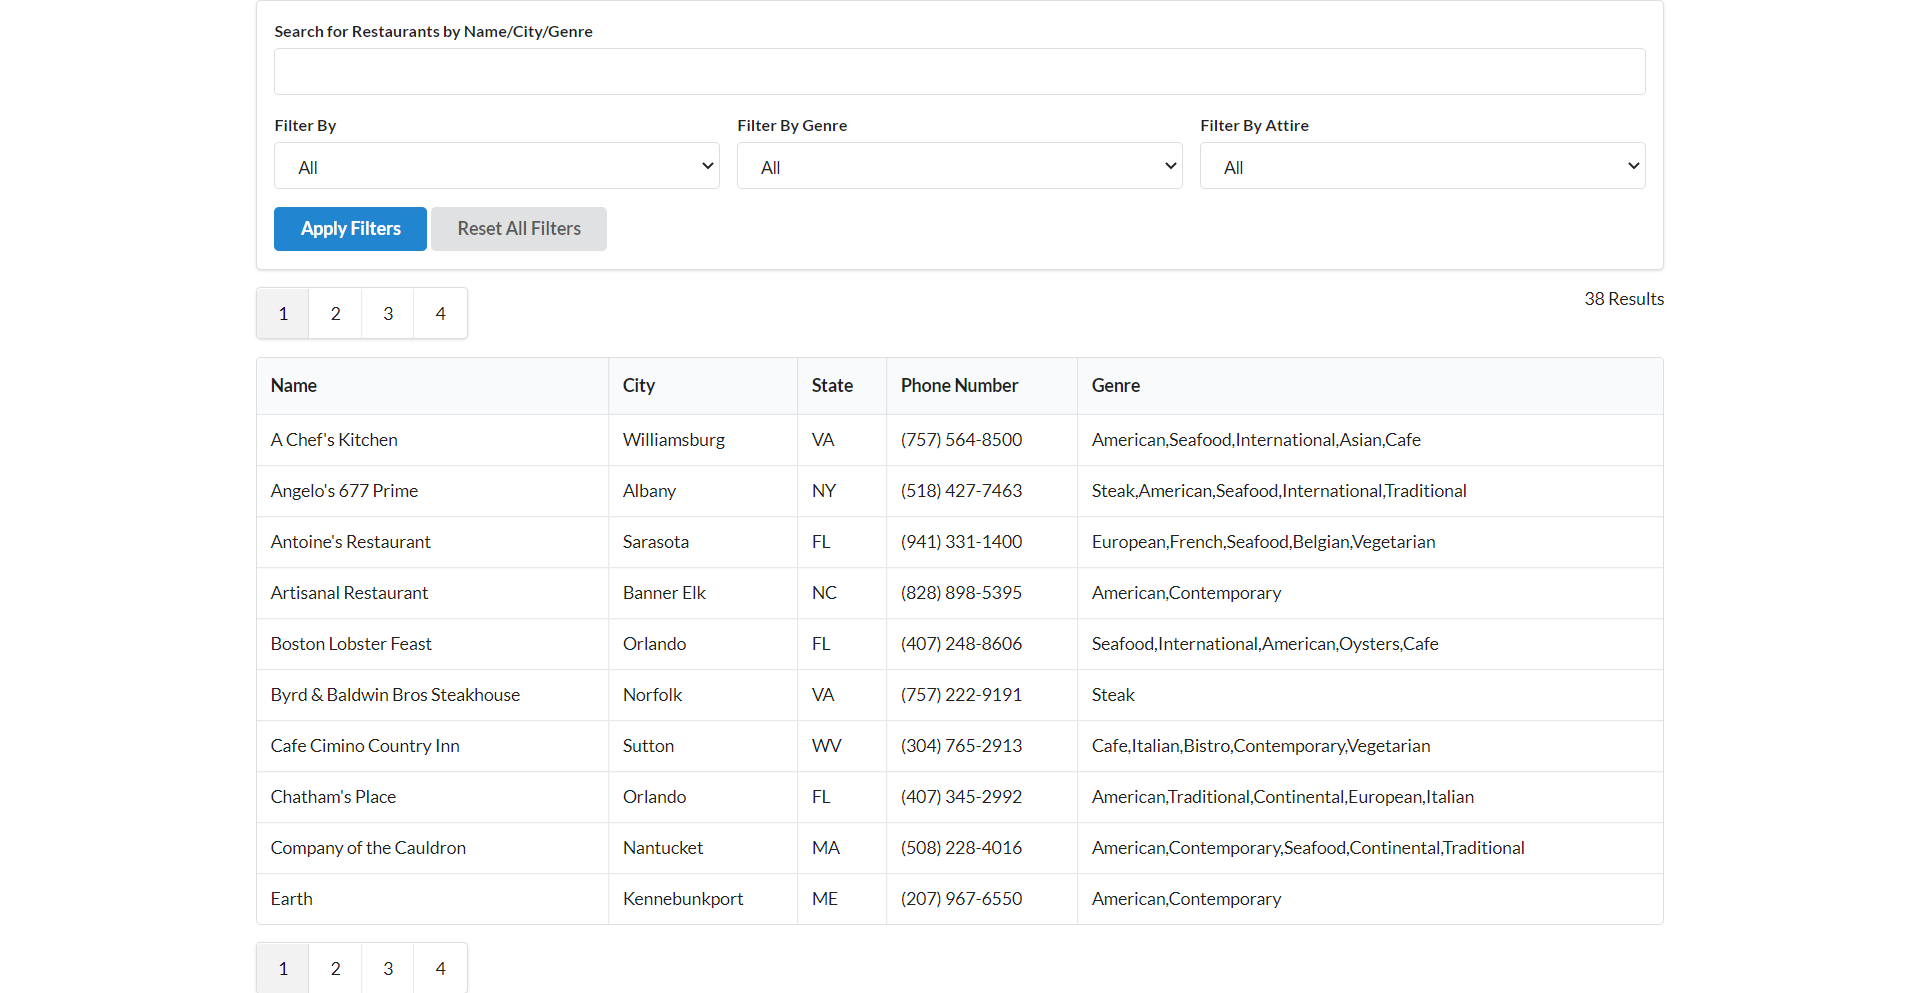 Search for Restaurants by Name/City/Genre
Filter By Filter By Genre Filter By Attire
All All All
Apply Filters Reset All Filters
1 2 3 4 38 Results
Name City State Phone Number Genre
A Chef's Kitchen Williamsburg VA (757) 564-8500 American,Seafood,International,Asian,Cafe
Angelo's 677 Prime Albany NY (518) 427-7463 Steak,American,Seafood,International,Traditional
Antoine's Restaurant Sarasota FL (941) 331-1400 European,French,Seafood,Belgian,Vegetarian
Artisanal Restaurant Banner Elk NC (828) 898-5395 American,Contemporary
Boston Lobster Feast Orlando FL (407) 248-8606 Seafood,International,American,Oysters,Cafe
Byrd & Baldwin Bros Steakhouse Norfolk VA (757) 222-9191 Steak
Cafe Cimino Country Inn Sutton WV (304) 765-2913 Cafe,Italian,Bistro,Contemporary,Vegetarian
Chatham's Place Orlando FL (407) 345-2992 American,Traditional,Continental,European,Italian
Company of the Cauldron Nantucket MA (508) 228-4016 American,Contemporary,Seafood,Continental,Traditional
Earth Kennebunkport ME (207) 967-6550 American,Contemporary
1 2 3 4